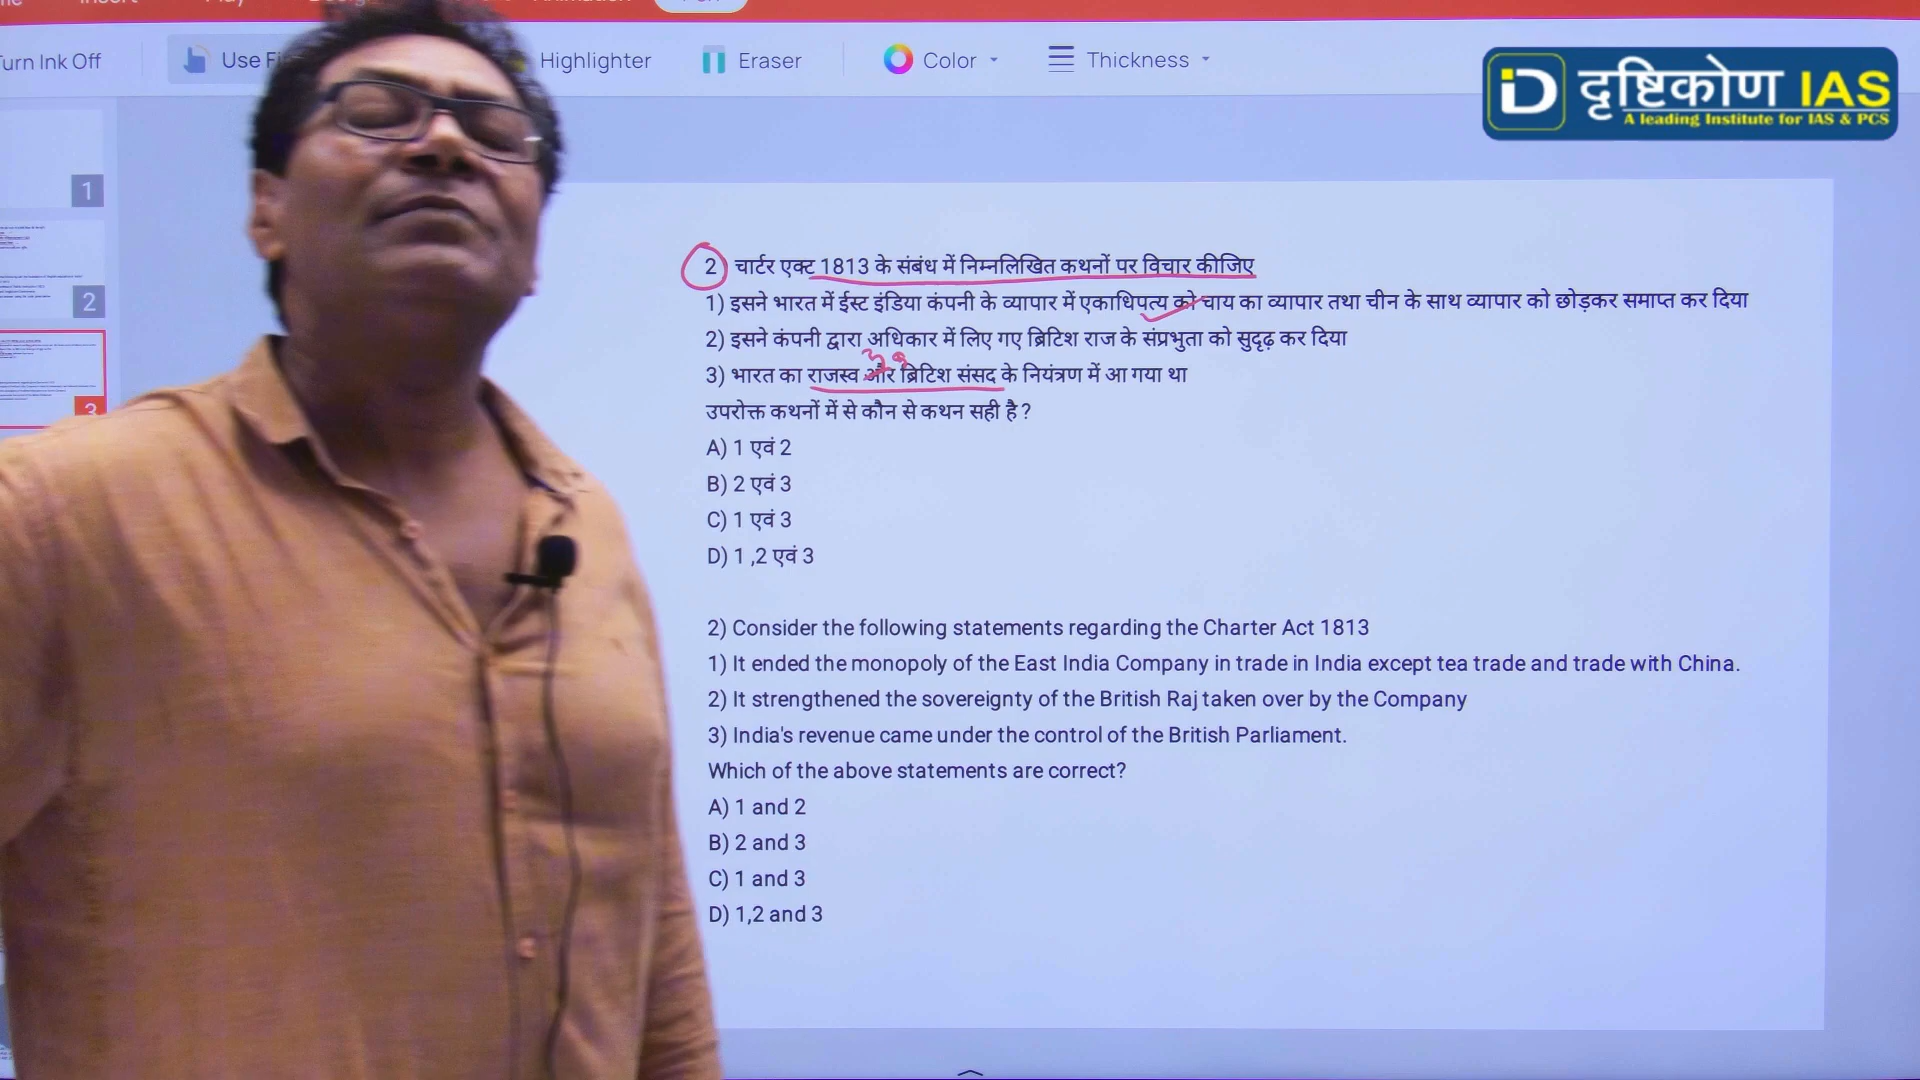 Turn Ink Off
Highlighter
Eraser
Color
Thickness
iD दृष्टिकोण IAS
A leading Institute for IAS & PCS
1
2
3
2) चार्टर एक्ट 1813 के संबंध में निम्नलिखित कथनों पर विचार कीजिए
1) इसने भारत में ईस्ट इंडिया कंपनी के व्यापार में एकाधिपत्य को चाय का व्यापार तथा चीन के साथ व्यापार को छोड़कर समाप्त कर दिया
2) इसने कंपनी द्वारा अधिकार में लिए गए ब्रिटिश राज के संप्रभुता को सुदृढ़ कर दिया
3) भारत का राजस्व और ब्रिटिश संसद के नियंत्रण में आ गया था
उपरोक्त कथनों में से कौन से कथन सही है ?
A) 1 एवं 2
B) 2 एवं 3
C) 1 एवं 3
D) 1 ,2 एवं 3
2) Consider the following statements regarding the Charter Act 1813
1) It ended the monopoly of the East India Company in trade in India except tea trade and trade with China.
2) It strengthened the sovereignty of the British Raj taken over by the Company
3) India's revenue came under the control of the British Parliament.
Which of the above statements are correct?
A) 1 and 2
B) 2 and 3
C) 1 and 3
D) 1,2 and 3